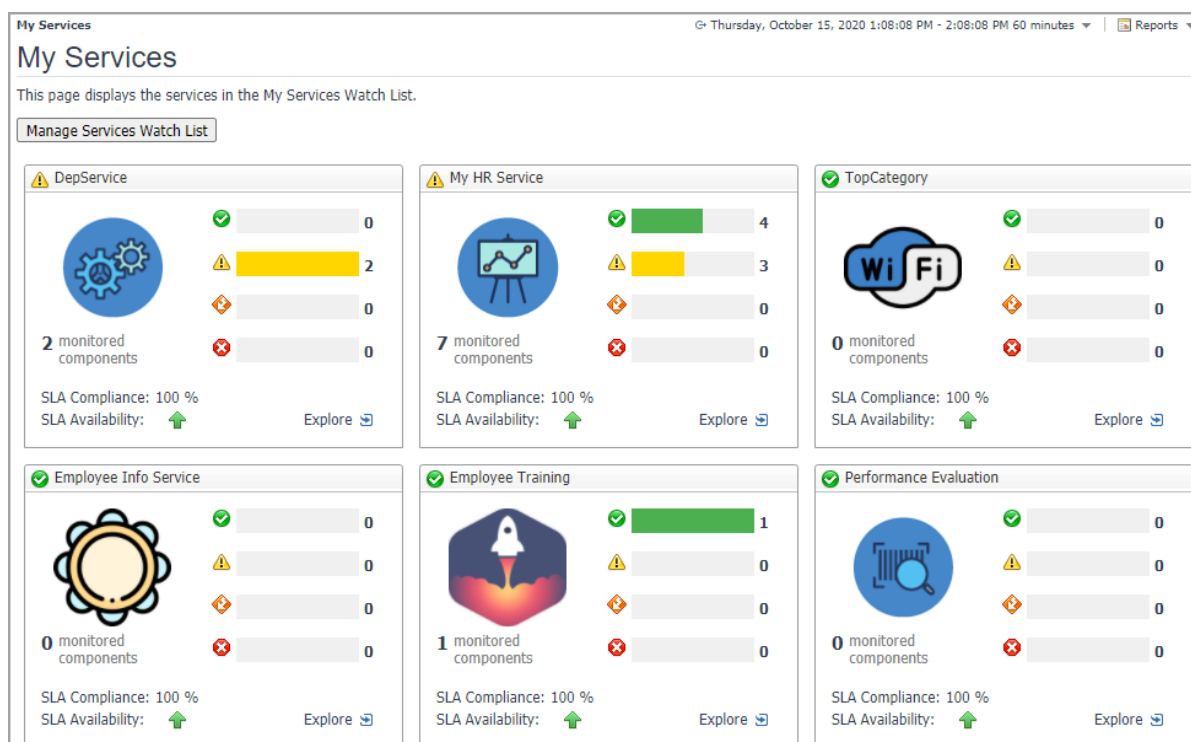 My Services
Thursday, October 15, 2020 1:08:08 PM - 2:08:08 PM 60 minutes
Reports
My Services
This page displays the services in the My Services Watch List.
Manage Services Watch List
DepService
0
2
0
0
2 monitored
components
SLA Compliance: 100 %
SLA Availability:
Explore
My HR Service
4
3
0
0
7 monitored
components
SLA Compliance: 100 %
SLA Availability:
Explore
TopCategory
Wi Fi
0
0
0
0
0 monitored
components
SLA Compliance: 100 %
SLA Availability:
Explore
Employee Info Service
0
0
0
0
0 monitored
components
SLA Compliance: 100 %
SLA Availability:
Explore
Employee Training
1
0
0
0
1 monitored
components
SLA Compliance: 100 %
SLA Availability:
Explore
Performance Evaluation
0
0
0
0
0 monitored
components
SLA Compliance: 100 %
SLA Availability:
Explore